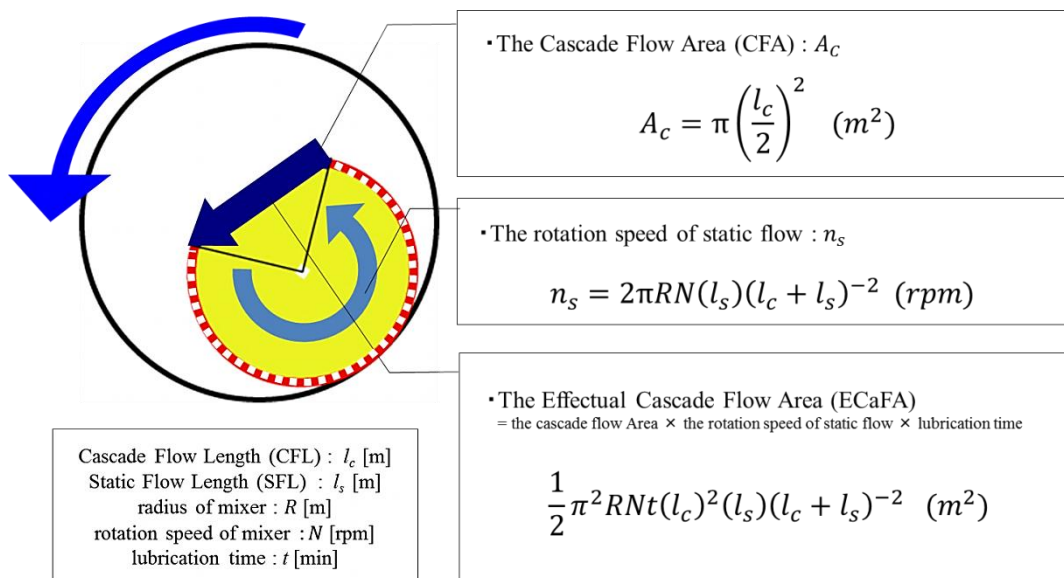 ・The Cascade Flow Area (CFA) : A_C
A_c = π(l_c/2)² (m²)
・The rotation speed of static flow : n_s
n_s = 2πRN(l_s)(l_c + l_s)⁻² (rpm)
・The Effectual Cascade Flow Area (ECaFA)
= the cascade flow Area × the rotation speed of static flow × lubrication time
1/2 π²RNt(l_c)²(l_s)(l_c + l_s)⁻² (m²)
Cascade Flow Length (CFL) : l_c [m]
Static Flow Length (SFL) : l_s [m]
radius of mixer : R [m]
rotation speed of mixer : N [rpm]
lubrication time : t [min]